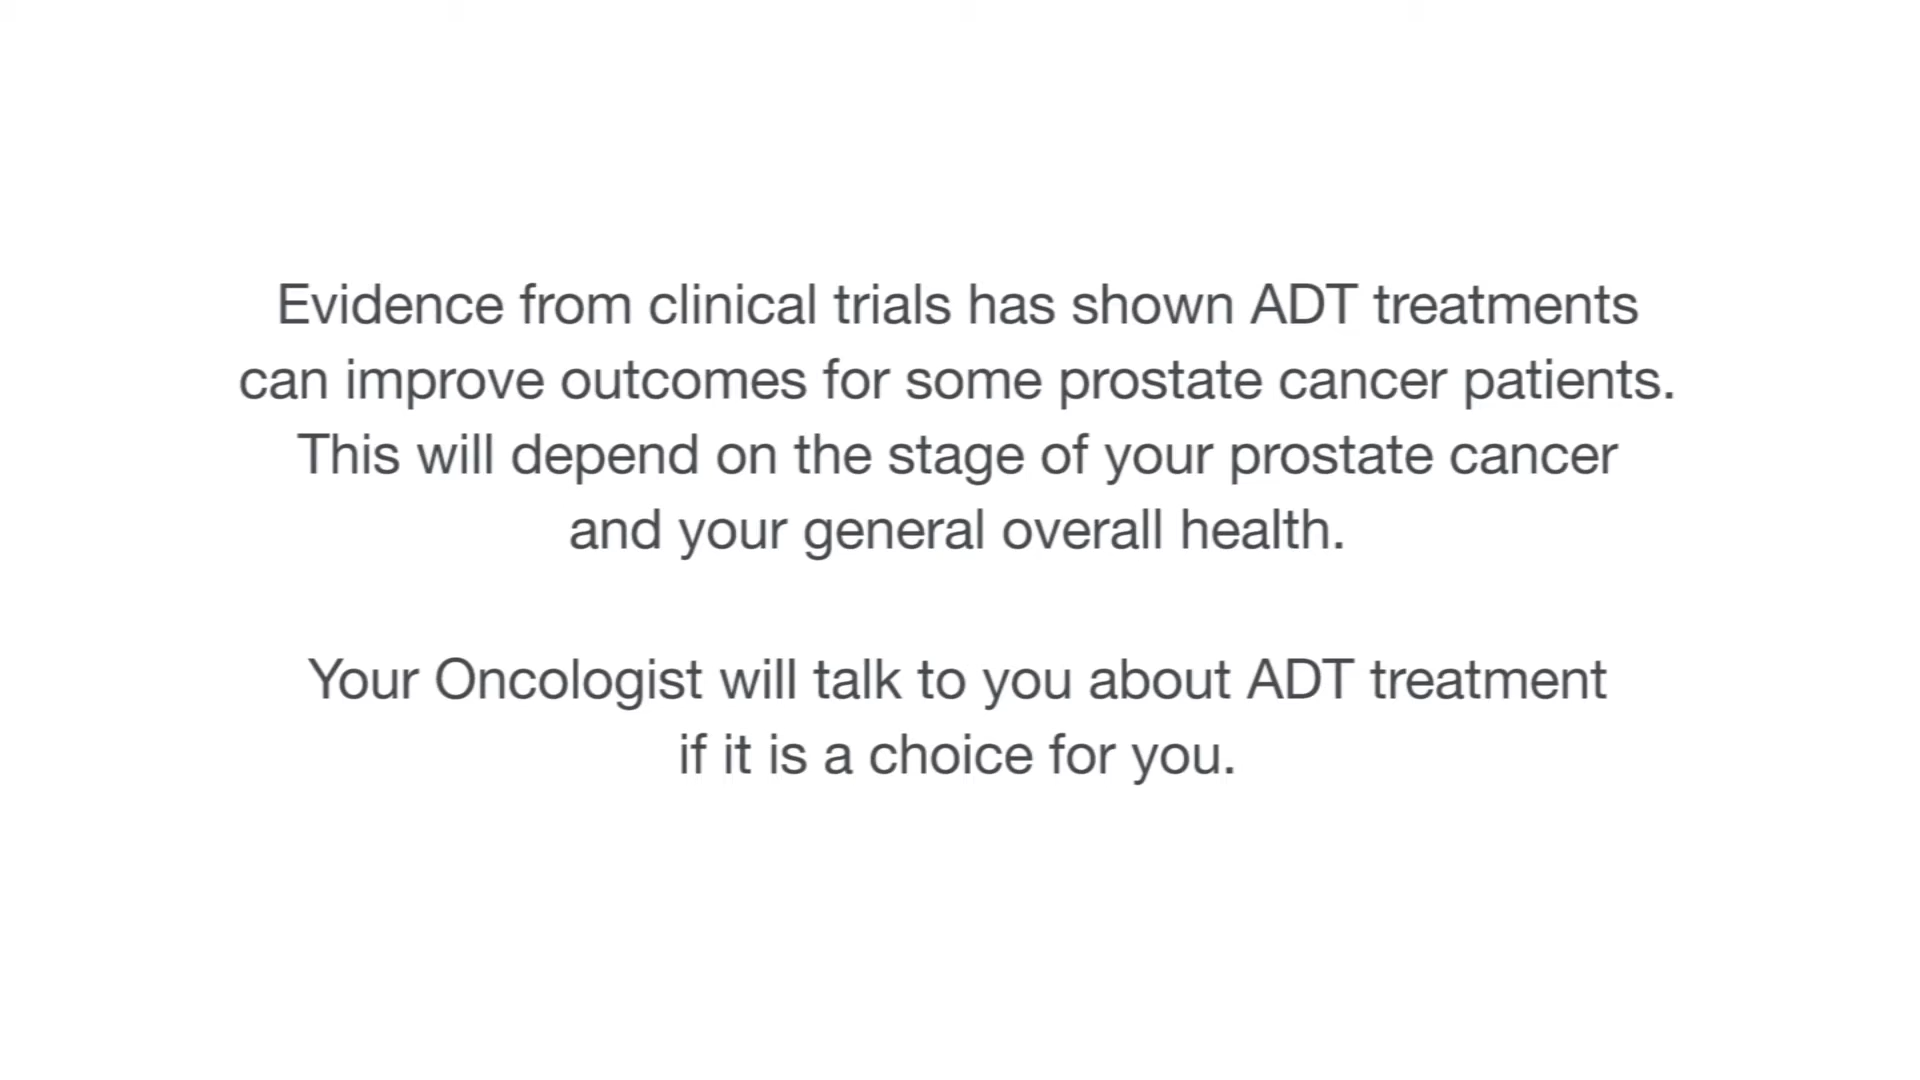 Evidence from clinical trials has shown ADT treatments
can improve outcomes for some prostate cancer patients.
This will depend on the stage of your prostate cancer
and your general overall health.
Your Oncologist will talk to you about ADT treatment
if it is a choice for you.